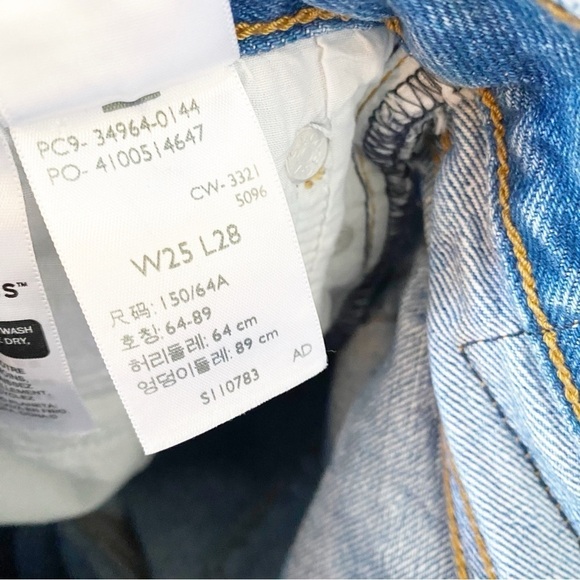 PC9- 34964-0144
PO- 4100514647
CW-3321
5096
W25 L28
尺码: 150/64A
호칭: 64-89
허리둘레: 64 cm
엉덩이둘레: 89 cm
S110783 AD
S™
WASH
DRY.